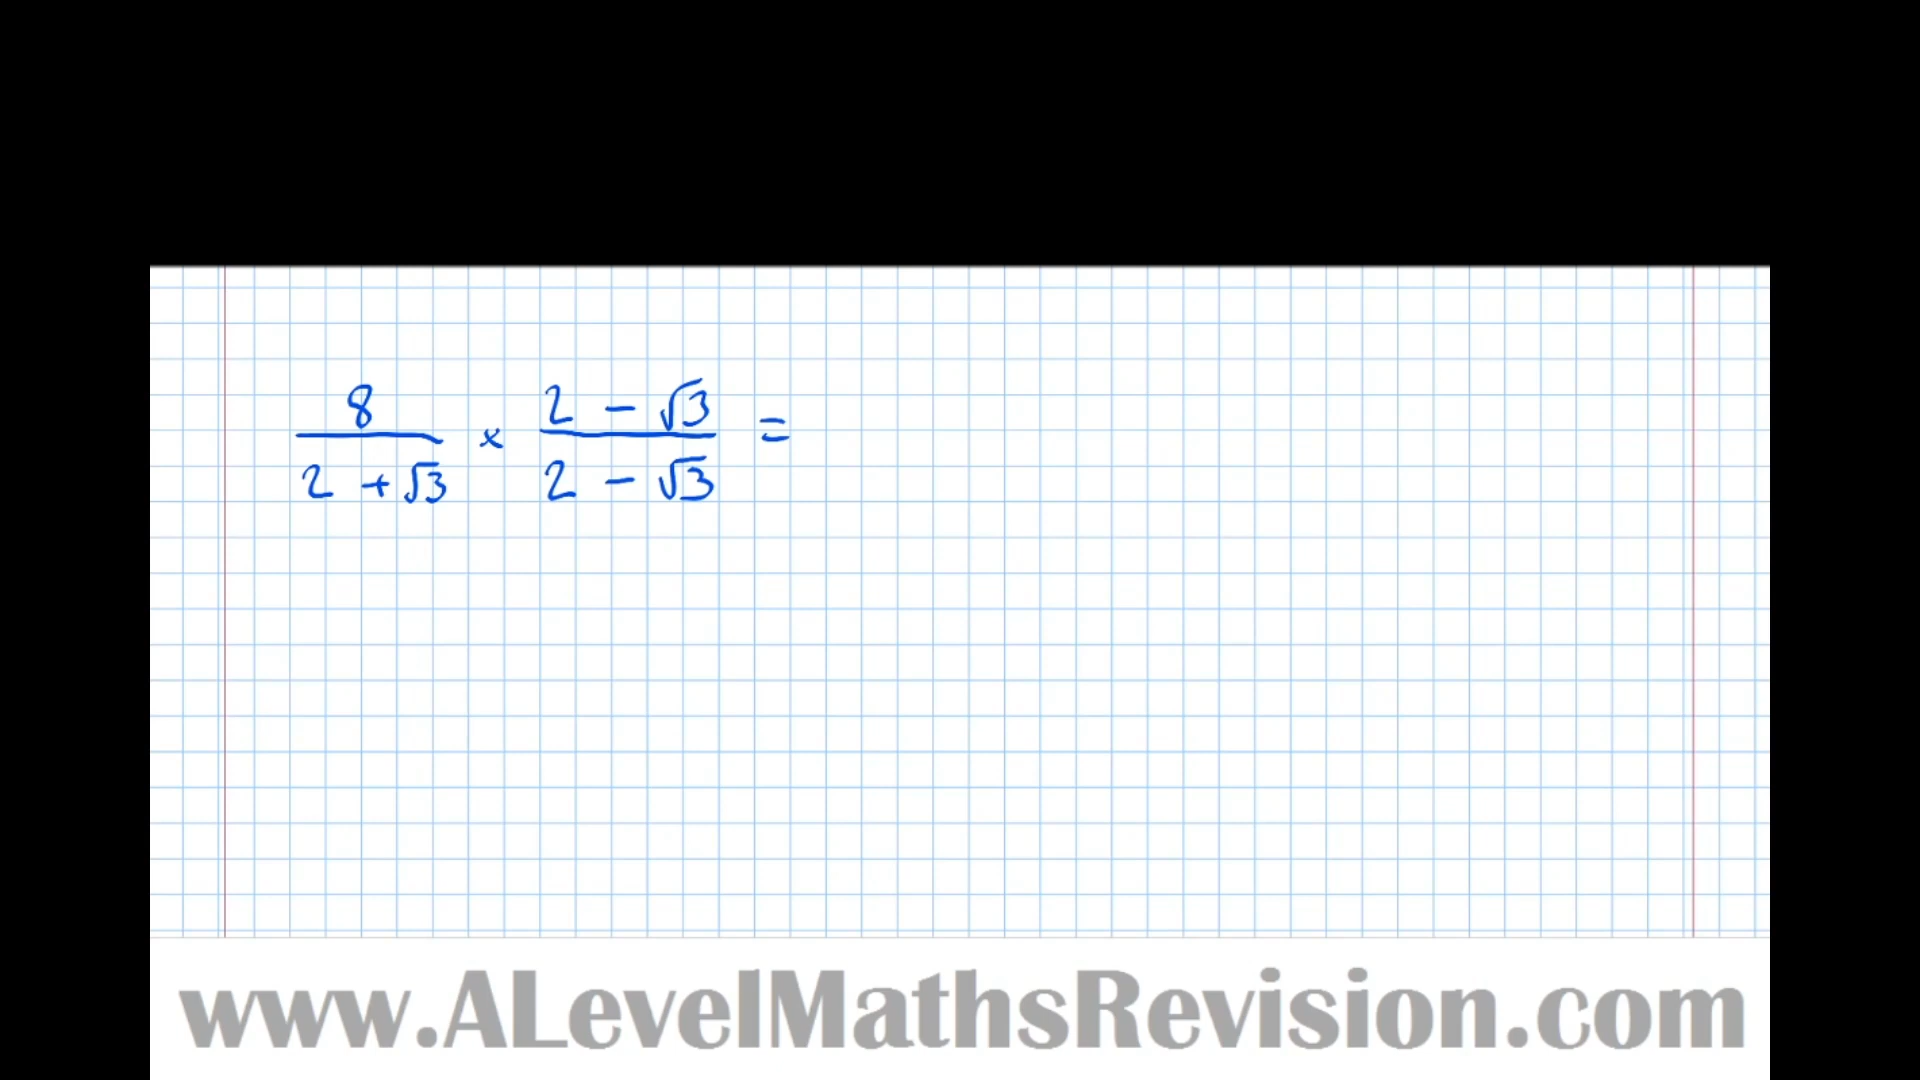 8/(2 + √3) × (2 - √3)/(2 - √3) =
www.ALevelMathsRevision.com